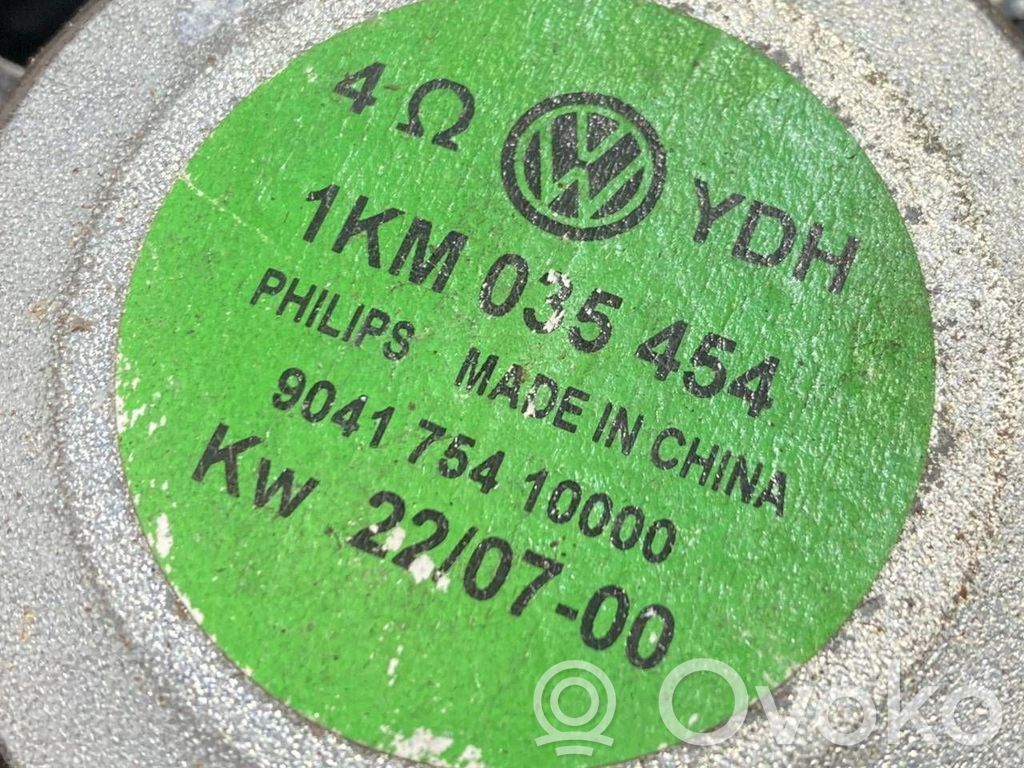 4 Ω YDH
1KM 035 454
PHILIPS MADE IN CHINA
9041 754 10000
Kw 22/07-00
Ovoko